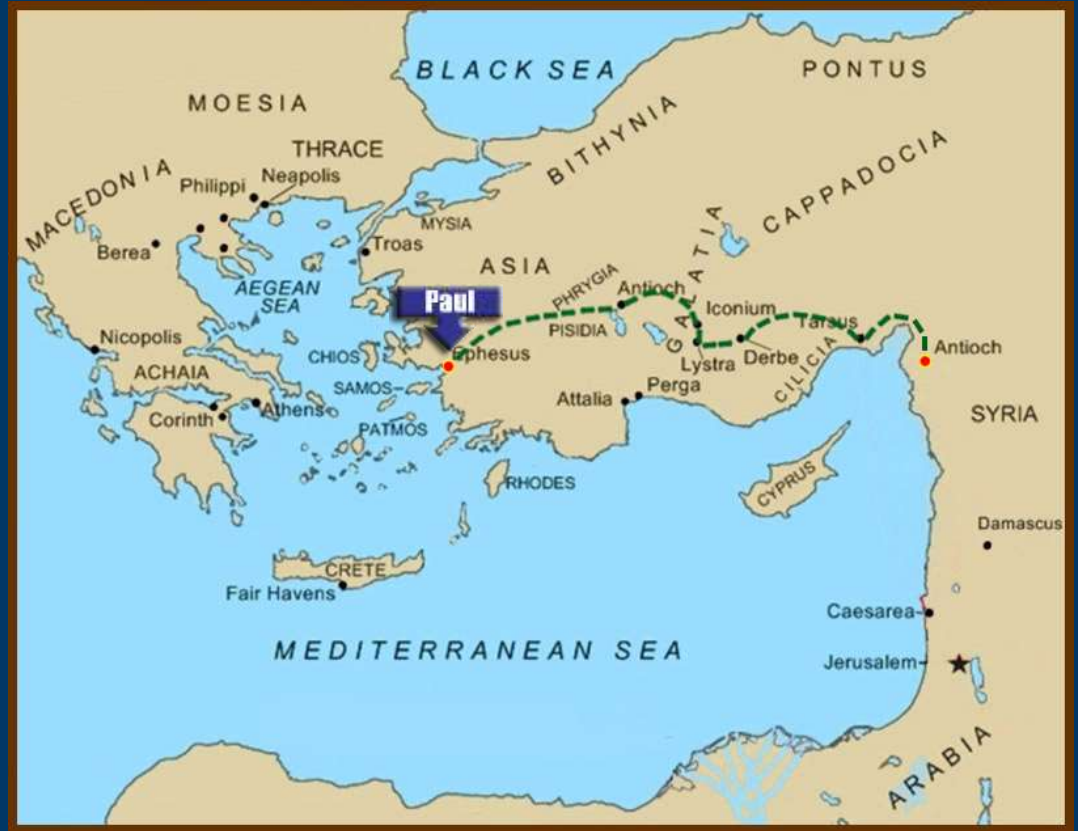 BLACK SEA
PONTUS
MOESIA
THRACE
BITHYNIA
CAPPADOCIA
MACEDONIA
Philippi
Neapolis
MYSIA
Troas
Berea
ASIA
GALATIA
AEGEAN
SEA
Paul
PHRYGIA
Antioch
Iconium
Tarsus
PISIDIA
Nicopolis
CHIOS
Ephesus
Lystra
Derbe
CILICIA
Antioch
ACHAIA
SAMOS
Attalia
Perga
Corinth
Athens
PATMOS
SYRIA
RHODES
CYPRUS
Damascus
CRETE
Fair Havens
Caesarea
MEDITERRANEAN SEA
Jerusalem
ARABIA